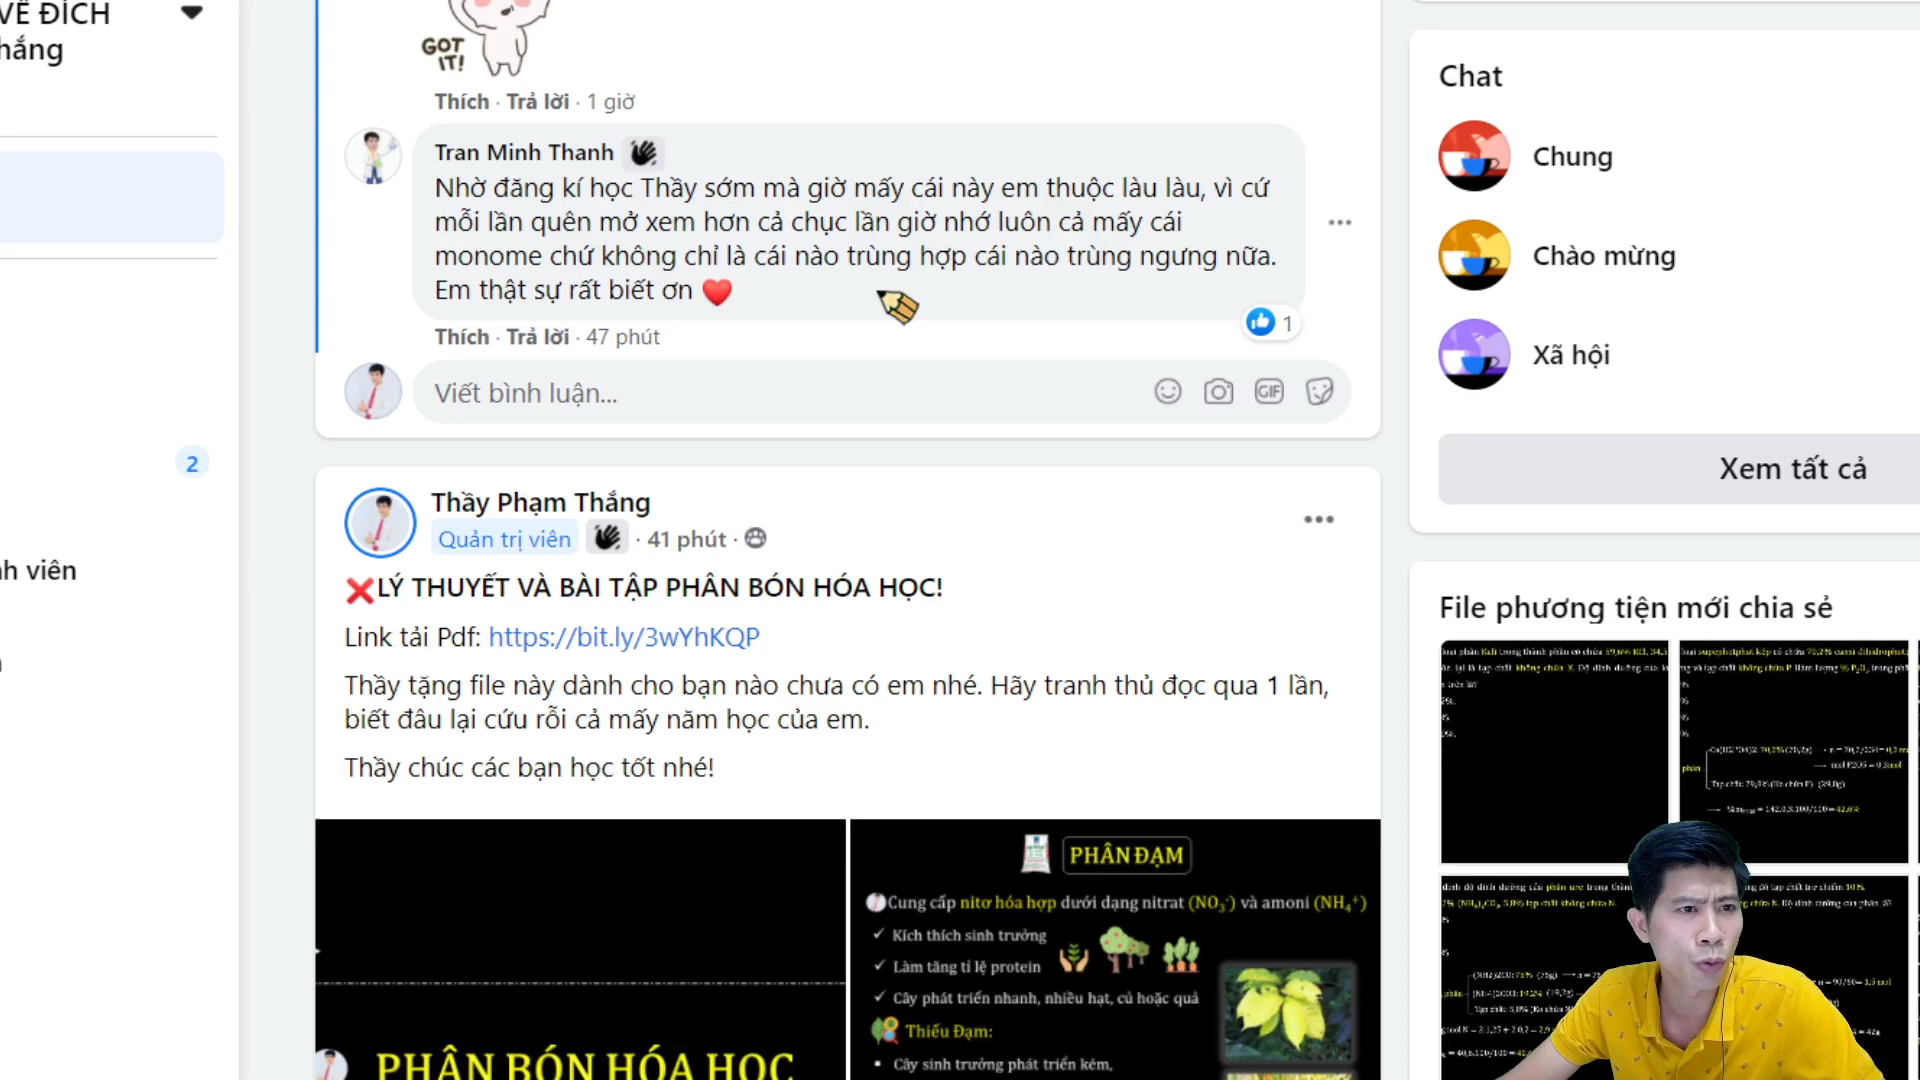 VỀ ĐÍCH
hắng
2
nh viên
GOT
IT!
Thích · Trả lời · 1 giờ
Tran Minh Thanh
Nhờ đăng kí học Thầy sớm mà giờ mấy cái này em thuộc làu làu, vì cứ
mỗi lần quên mở xem hơn cả chục lần giờ nhớ luôn cả mấy cái
monome chứ không chỉ là cái nào trùng hợp cái nào trùng ngưng nữa.
Em thật sự rất biết ơn ❤️
1
Thích · Trả lời · 47 phút
Viết bình luận...
GIF
Thầy Phạm Thắng
Quản trị viên · 41 phút ·
❌LÝ THUYẾT VÀ BÀI TẬP PHÂN BÓN HÓA HỌC!
Link tải Pdf: https://bit.ly/3wYhKQP
Thầy tặng file này dành cho bạn nào chưa có em nhé. Hãy tranh thủ đọc qua 1 lần,
biết đâu lại cứu rỗi cả mấy năm học của em.
Thầy chúc các bạn học tốt nhé!
PHÂN BÓN HÓA HỌC
PHÂN ĐẠM
Cung cấp nitơ hóa hợp dưới dạng nitrat (NO₃⁻) và amoni (NH₄⁺)
✓ Kích thích sinh trưởng
✓ Làm tăng tỉ lệ protein
✓ Cây phát triển nhanh, nhiều hạt, củ hoặc quả
Thiếu Đạm:
▪ Cây sinh trưởng phát triển kém,
Chat
Chung
Chào mừng
Xã hội
Xem tất cả
File phương tiện mới chia sẻ